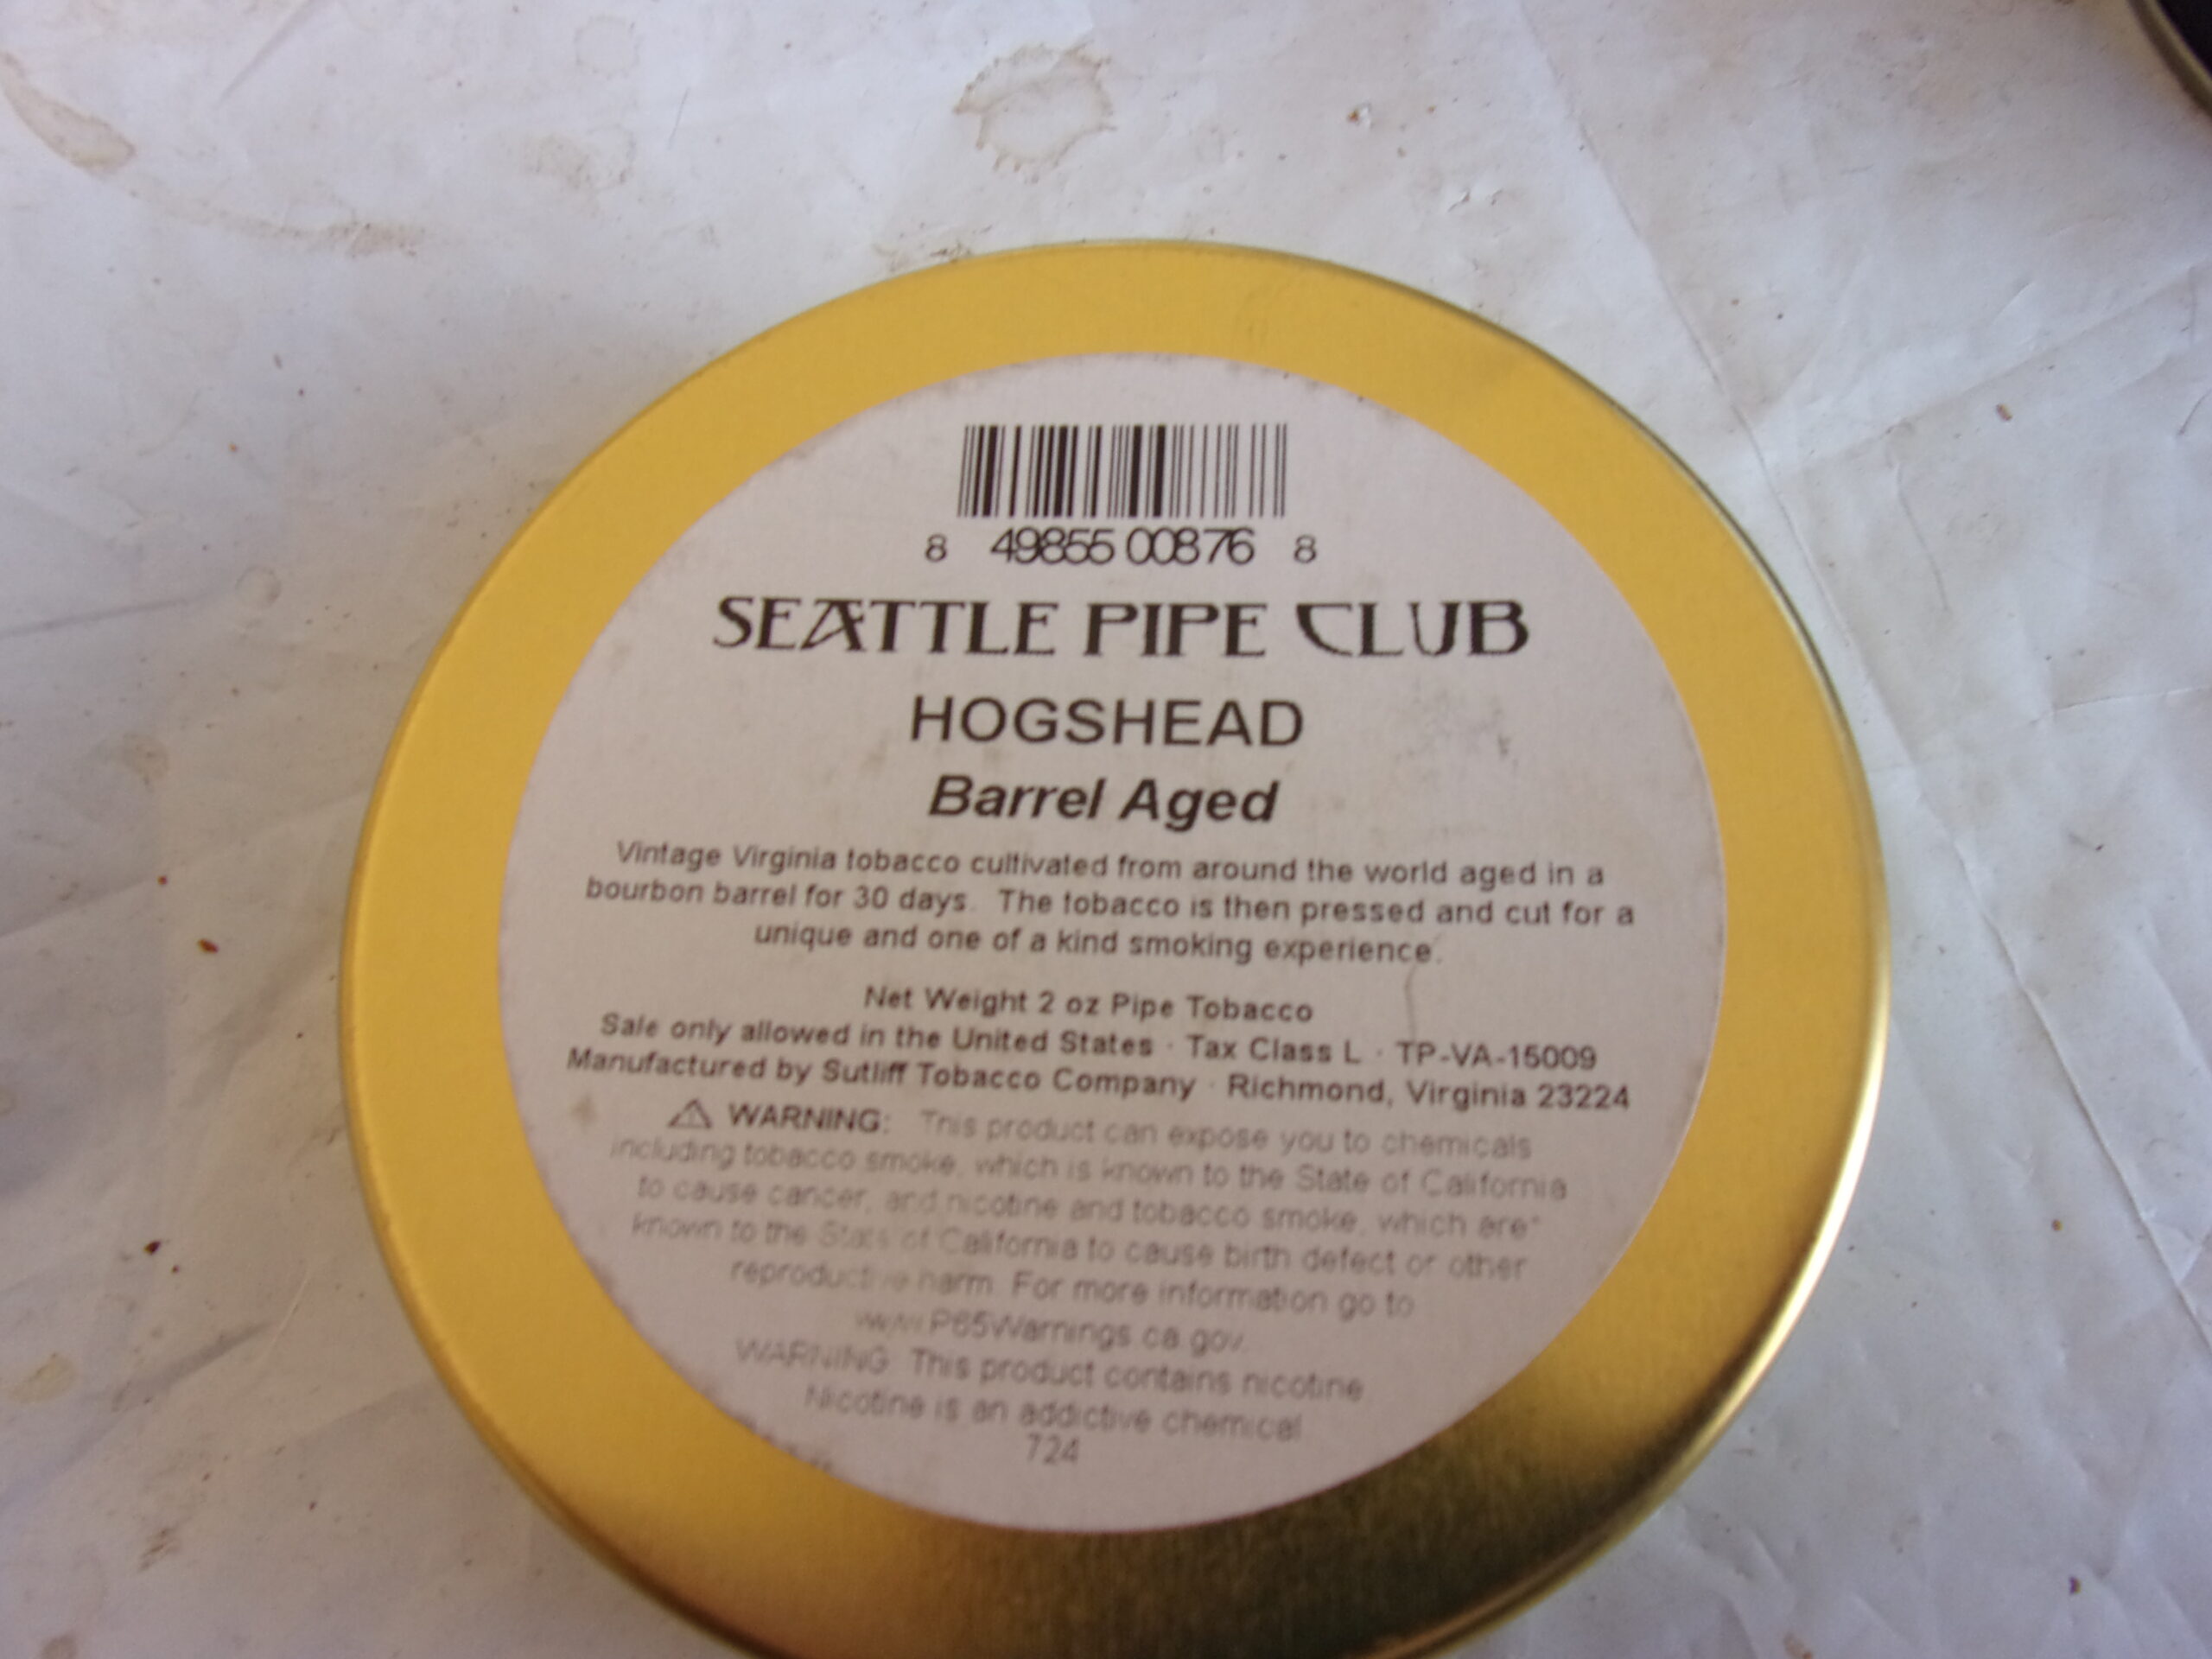 8 49855 00876 8
SEATTLE PIPE CLUB
HOGSHEAD
Barrel Aged
Vintage Virginia tobacco cultivated from around the world aged in a
bourbon barrel for 30 days. The tobacco is then pressed and cut for a
unique and one of a kind smoking experience.
Net Weight 2 oz Pipe Tobacco
Sale only allowed in the United States · Tax Class L · TP-VA-15009
Manufactured by Sutliff Tobacco Company · Richmond, Virginia 23224
⚠ WARNING: This product can expose you to chemicals
including tobacco smoke, which is known to the State of California
to cause cancer, and nicotine and tobacco smoke, which are
known to the State of California to cause birth defect or other
reproductive harm. For more information go to
www.P65Warnings.ca.gov.
WARNING: This product contains nicotine
Nicotine is an addictive chemical
724